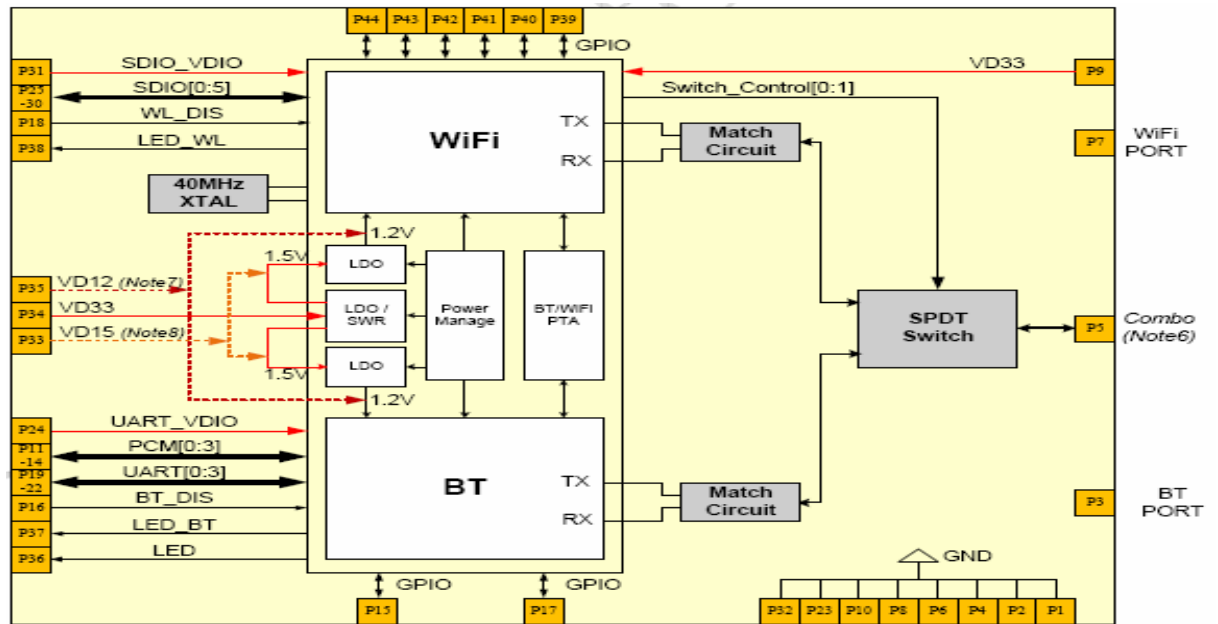 P44 P43 P42 P41 P40 P39
GPIO
P31 SDIO_VDIO
P25 -30 SDIO[0:5]
P18 WL_DIS
P38 LED_WL
40MHz
XTAL
WiFi
TX
RX
VD33 P9
Switch_Control[0:1]
Match
Circuit
P7 WiFi
PORT
1.2V
1.5V
LDO
P35 VD12 (Note7)
P34 VD33
P33 VD15 (Note8)
LDO /
SWR
Power
Manage
BT/WIFI
PTA
LDO
1.5V
1.2V
SPDT
Switch
P5 Combo
(Note6)
P24 UART_VDIO
P11 -14 PCM[0:3]
P19 -22 UART[0:3]
P16 BT_DIS
P37 LED_BT
P36 LED
BT
TX
RX
Match
Circuit
P3 BT
PORT
GPIO GPIO
P15 P17
GND
P32 P23 P10 P8 P6 P4 P2 P1